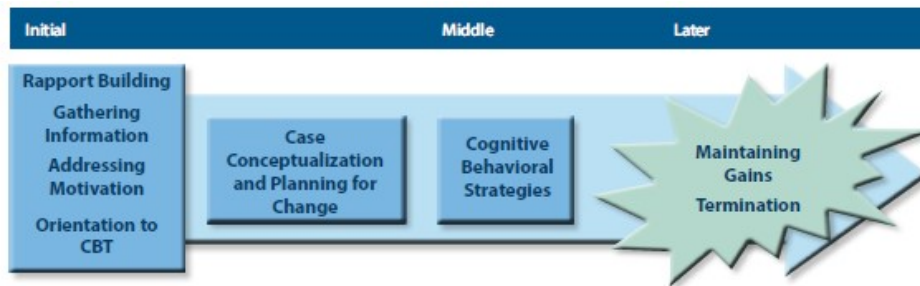 Initial
Middle
Later
Rapport Building
Gathering
Information
Addressing
Motivation
Orientation to
CBT
Case
Conceptualization
and Planning for
Change
Cognitive
Behavioral
Strategies
Maintaining
Gains
Termination